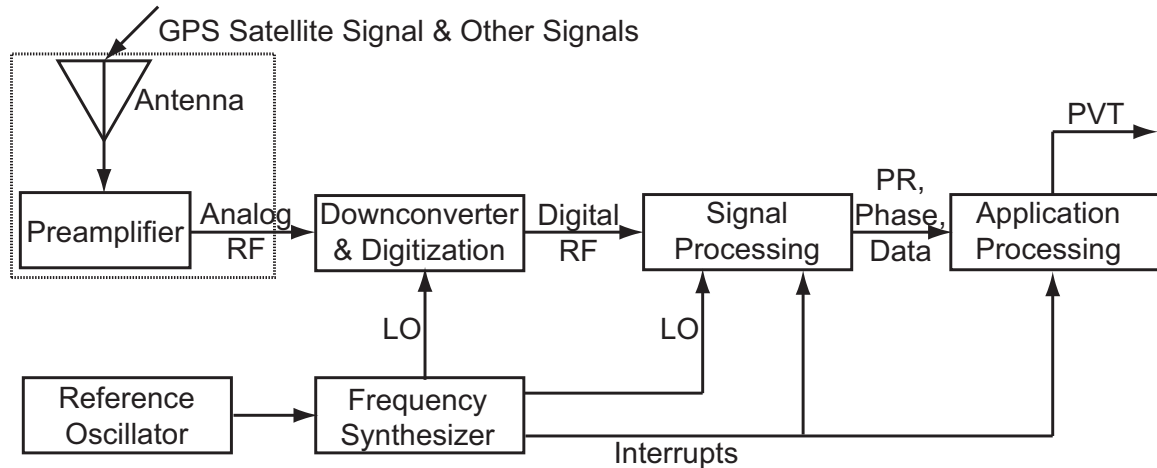 GPS Satellite Signal & Other Signals
Antenna
PVT
Preamplifier
Analog
RF
Downconverter
& Digitization
Digital
RF
Signal
Processing
PR,
Phase,
Data
Application
Processing
LO
LO
Reference
Oscillator
Frequency
Synthesizer
Interrupts